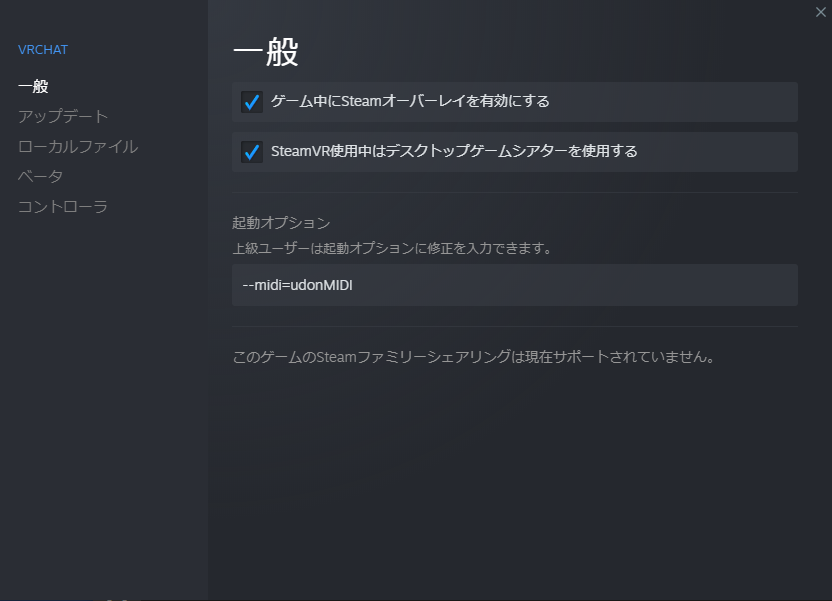 VRCHAT
一般
アップデート
ローカルファイル
ベータ
コントローラ
一般
ゲーム中にSteamオーバーレイを有効にする
SteamVR使用中はデスクトップゲームシアターを使用する
起動オプション
上級ユーザーは起動オプションに修正を入力できます。
--midi=udonMIDI
このゲームのSteamファミリーシェアリングは現在サポートされていません。